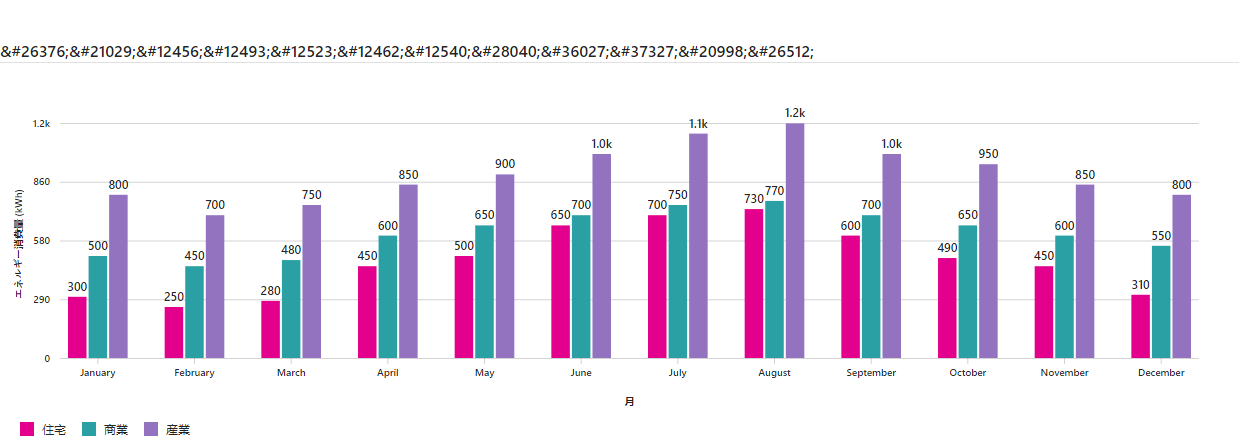 &#26376;&#21029;&#12456;&#12493;&#12523;&#12462;&#12540;&#28040;&#36027;&#37327;&#20998;&#26512;
エネルギー消費量 (kWh)
1.2k
860
580
290
0
300 500 800
250 450 700
280 480 750
450 600 850
500 650 900
650 700 1.0k
700 750 1.1k
730 770 1.2k
600 700 1.0k
490 650 950
450 600 850
310 550 800
January February March April May June July August September October November December
月
住宅 商業 産業